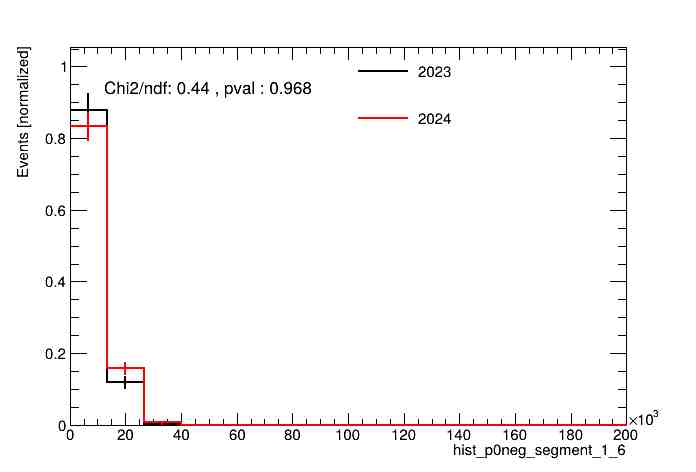 Events [normalized]
Chi2/ndf: 0.44 , pval : 0.968
2023
2024
1
0.8
0.6
0.4
0.2
0
0 20 40 60 80 100 120 140 160 180 200
×10³
hist_p0neg_segment_1_6